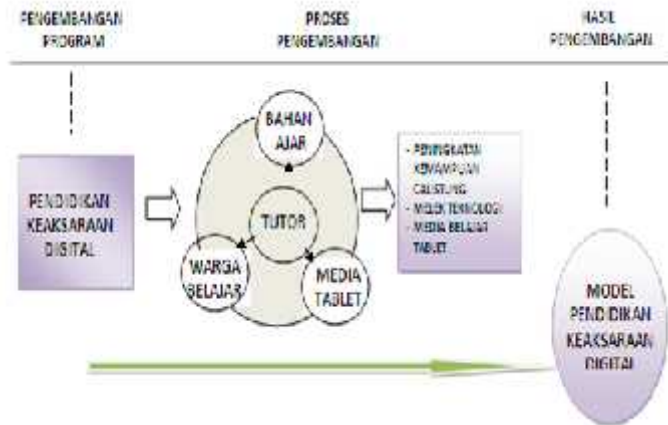 PENGEMBANGAN
PROGRAM
PROSES
PENGEMBANGAN
HASIL
PENGEMBANGAN
PENDIDIKAN
KEAKSARAAN
DIGITAL
BAHAN
AJAR
TUTOR
WARGA
BELAJAR
MEDIA
TABLET
- PENINGKATAN
KEMAMPUAN
CALISTUNG
- MELEK TEKNOLOGI
- MEDIA BELAJAR
TABLET
MODEL
PENDIDIKAN
KEAKSARAAN
DIGITAL